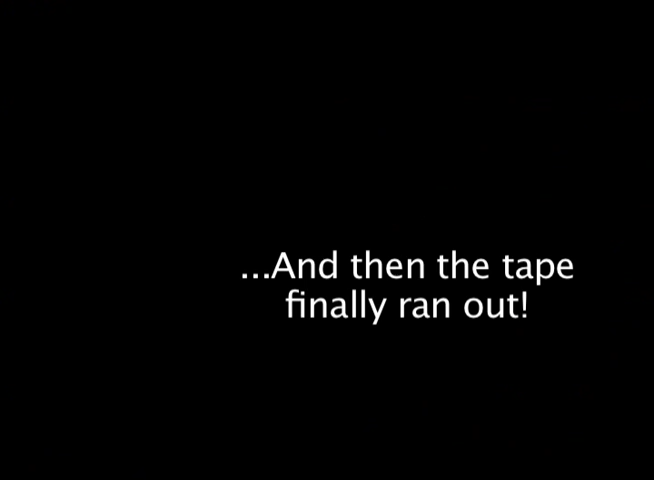 ...And then the tape
finally ran out!